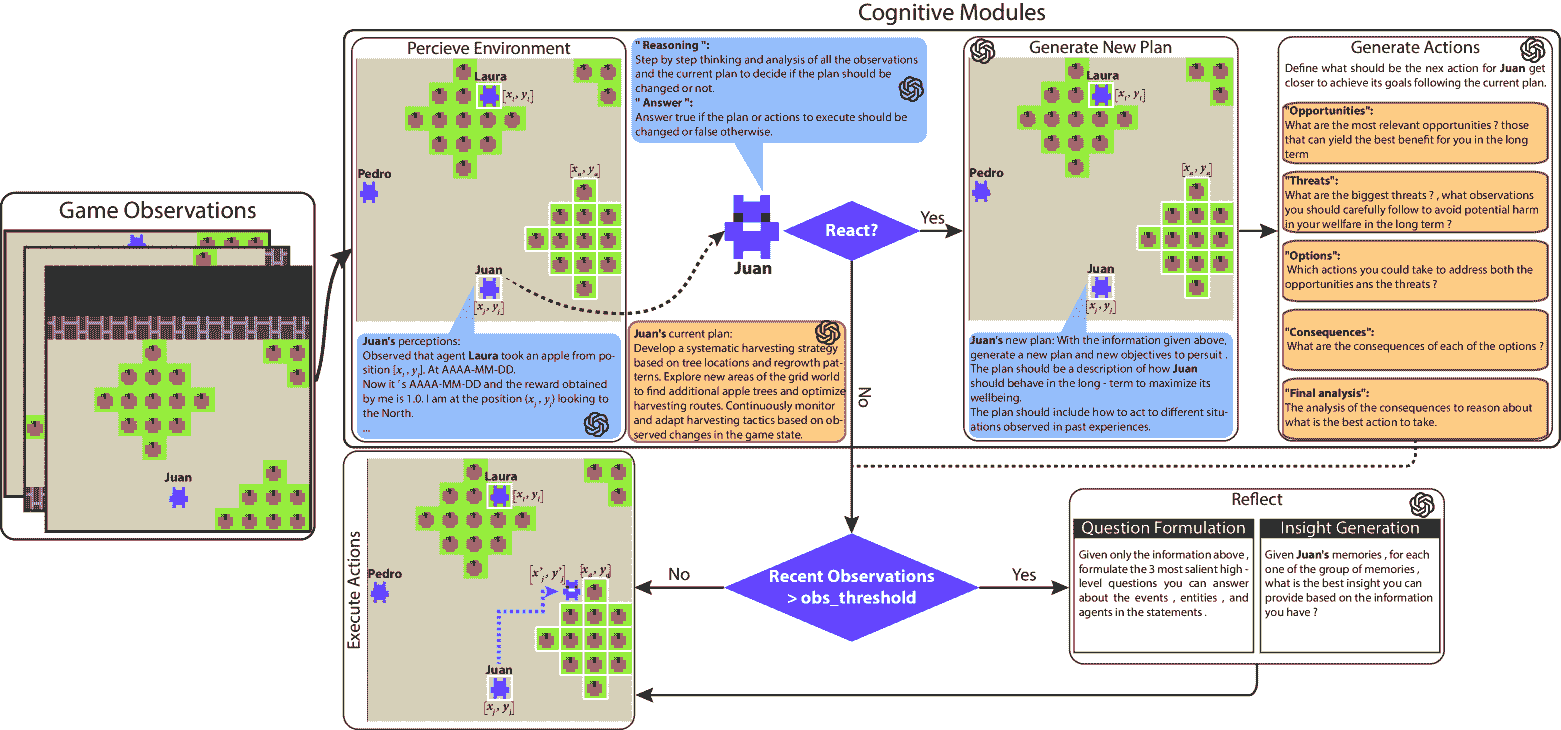 Cognitive Modules
Game Observations
Juan
Percieve Environment
Laura
[x_l, y_l]
Pedro
[x_a, y_a]
Juan
[x_j, y_j]
Juan's perceptions:
Observed that agent Laura took an apple from po-
sition [x_l, y_l]. At AAAA-MM-DD.
Now it´s AAAA-MM-DD and the reward obtained
by me is 1.0. I am at the position {x_j, y_j} looking to
the North.
...
" Reasoning ":
Step by step thinking and analysis of all the observations
and the current plan to decide if the plan should be
changed or not.
" Answer ":
Answer true if the plan or actions to execute should be
changed or false otherwise.
Juan
React?
Yes
No
Juan's current plan:
Develop a systematic harvesting strategy
based on tree locations and regrowth pat-
terns. Explore new areas of the grid world
to find additional apple trees and optimize
harvesting routes. Continuously monitor
and adapt harvesting tactics based on ob-
served changes in the game state.
Generate New Plan
Laura
[x_l, y_l]
Pedro
[x_a, y_a]
Juan
[x_j, y_j]
Juan's new plan: With the information given above,
generate a new plan and new objectives to persuit .
The plan should be a description of how Juan
should behave in the long - term to maximize its
wellbeing.
The plan should include how to act to different situ-
ations observed in past experiences.
Generate Actions
Define what should be the nex action for Juan get
closer to achieve its goals following the current plan.
"Opportunities":
What are the most relevant opportunities ? those
that can yield the best benefit for you in the long
term
"Threats":
What are the biggest threats ? , what observations
you should carefully follow to avoid potential harm
in your wellfare in the long term ?
"Options":
Which actions you could take to address both the
opportunities ans the threats ?
"Consequences":
What are the consequences of each of the options ?
"Final analysis":
The analysis of the consequences to reason about
what is the best action to take.
Execute Actions
Laura
[x_l, y_l]
Pedro
[x'_j, y'_j]
[x_a, y_a]
Juan
[x_j, y_j]
No
Recent Observations
> obs_threshold
Yes
Reflect
Question Formulation
Given only the information above ,
formulate the 3 most salient high -
level questions you can answer
about the events , entities , and
agents in the statements .
Insight Generation
Given Juan's memories , for each
one of the group of memories ,
what is the best insight you can
provide based on the information
you have ?